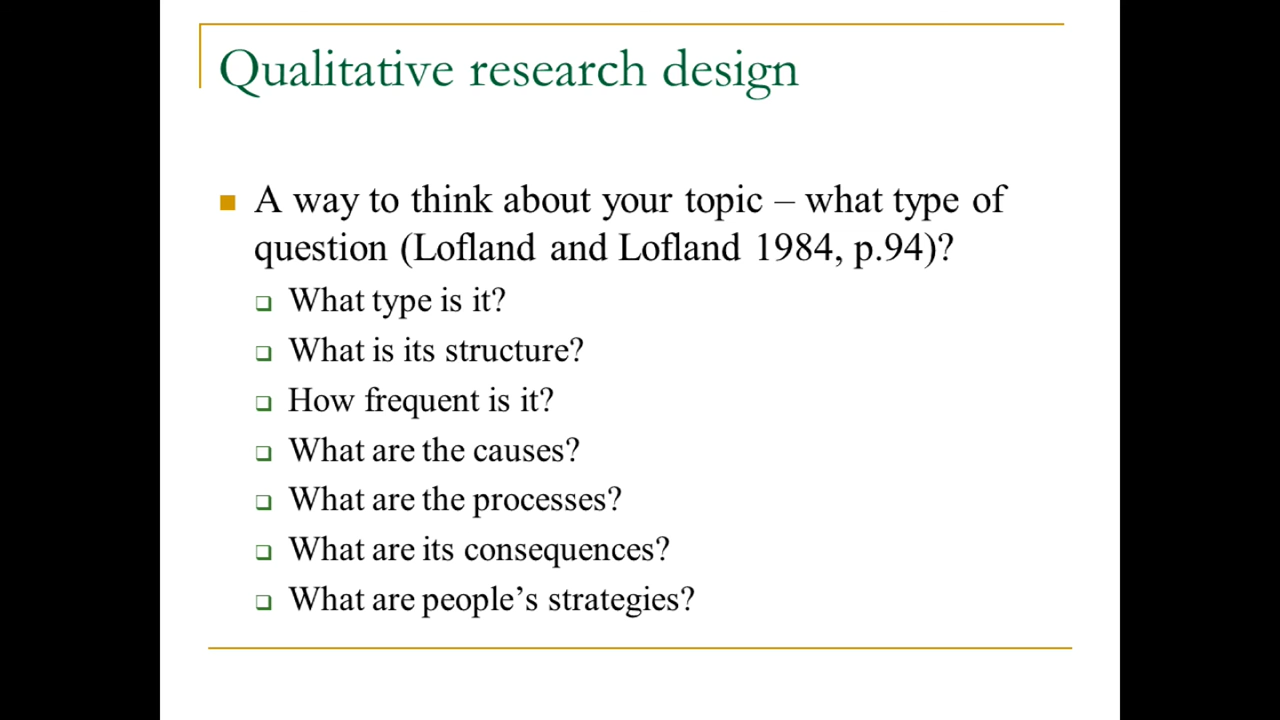 Qualitative research design
A way to think about your topic – what type of
question (Lofland and Lofland 1984, p.94)?
What type is it?
What is its structure?
How frequent is it?
What are the causes?
What are the processes?
What are its consequences?
What are people’s strategies?